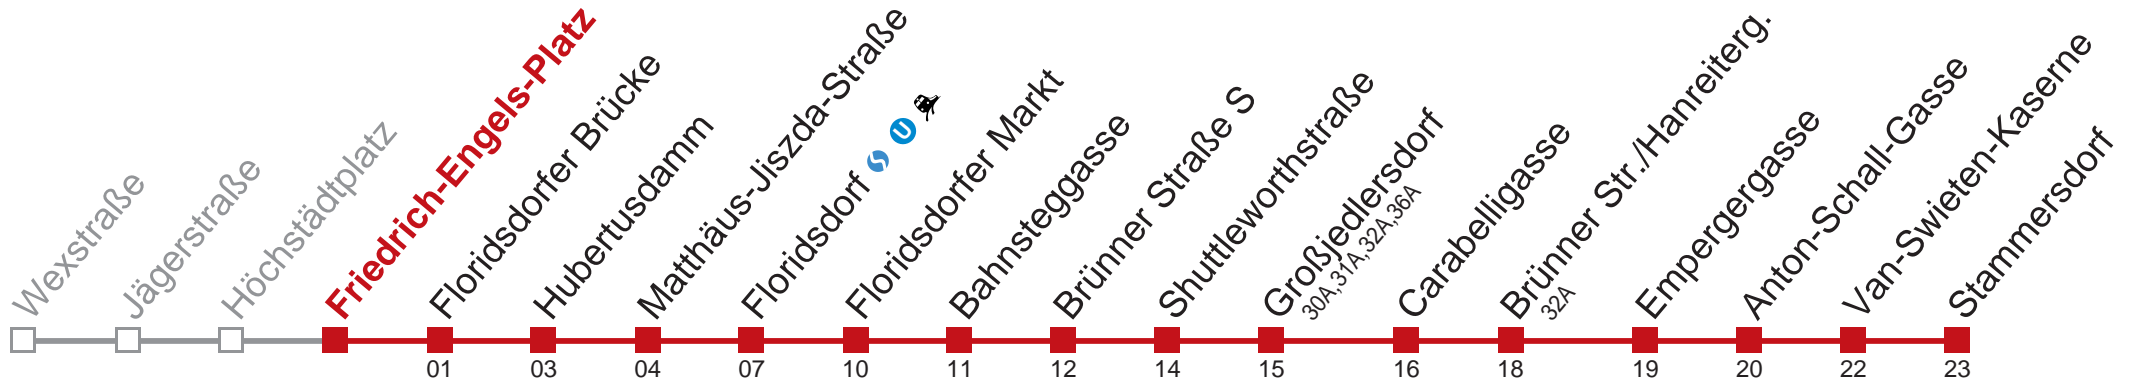 Wexstraße
Jägerstraße
Höchstädtplatz
Friedrich-Engels-Platz
Floridsdorfer Brücke
Hubertusdamm
Matthäus-Jiszda-Straße
Floridsdorf S U
Floridsdorfer Markt
Bahnsteggasse
Brünner Straße S
Shuttleworthstraße
Großjedlersdorf
30A,31A,32A,36A
Carabelligasse
Brünner Str./Hanreiterg.
32A
Empergergasse
Anton-Schall-Gasse
Van-Swieten-Kaserne
Stammersdorf
01 03 04 07 10 11 12 14 15 16 18 19 20 22 23